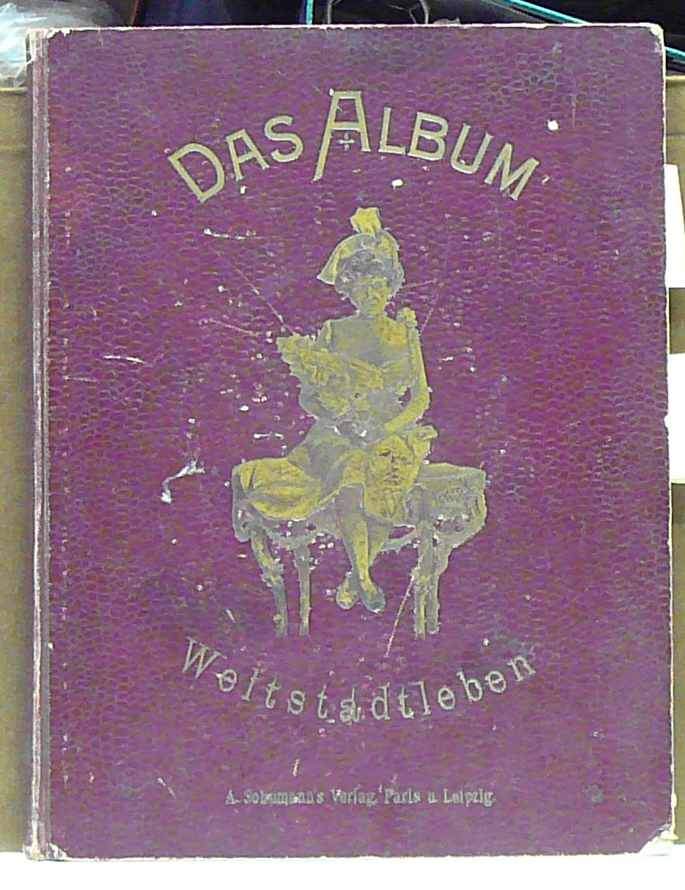 DAS ALBUM
Weltstadtleben
A. Schumann's Verlag, Paris u. Leipzig.